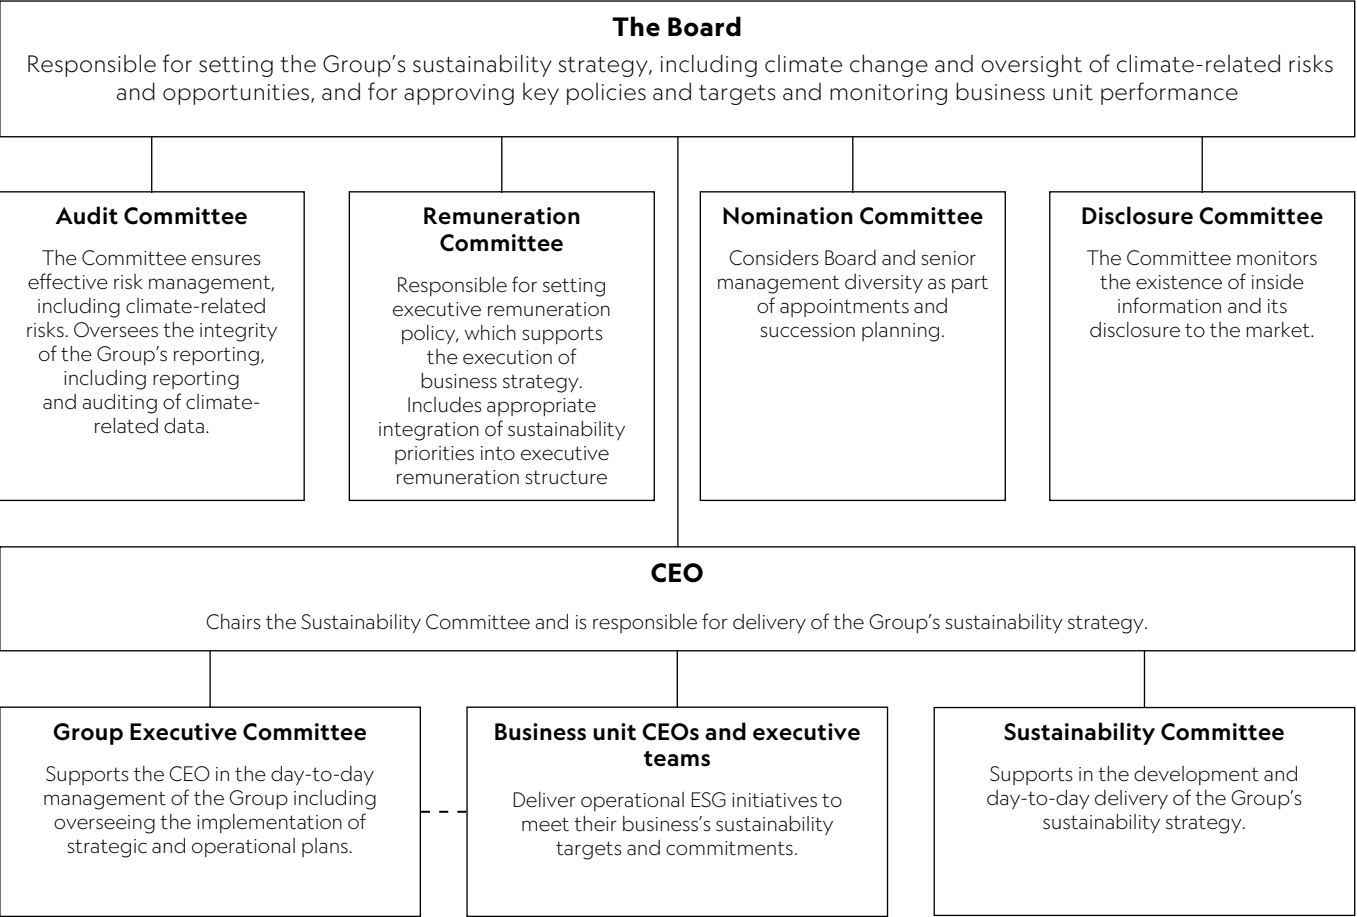 The Board
Responsible for setting the Group’s sustainability strategy, including climate change and oversight of climate-related risks
and opportunities, and for approving key policies and targets and monitoring business unit performance
Audit Committee
The Committee ensures
effective risk management,
including climate-related
risks. Oversees the integrity
of the Group’s reporting,
including reporting
and auditing of climate-
related data.
Remuneration
Committee
Responsible for setting
executive remuneration
policy, which supports
the execution of
business strategy.
Includes appropriate
integration of sustainability
priorities into executive
remuneration structure
Nomination Committee
Considers Board and senior
management diversity as part
of appointments and
succession planning.
Disclosure Committee
The Committee monitors
the existence of inside
information and its
disclosure to the market.
CEO
Chairs the Sustainability Committee and is responsible for delivery of the Group’s sustainability strategy.
Group Executive Committee
Supports the CEO in the day-to-day
management of the Group including
overseeing the implementation of
strategic and operational plans.
Business unit CEOs and executive
teams
Deliver operational ESG initiatives to
meet their business’s sustainability
targets and commitments.
Sustainability Committee
Supports in the development and
day-to-day delivery of the Group’s
sustainability strategy.